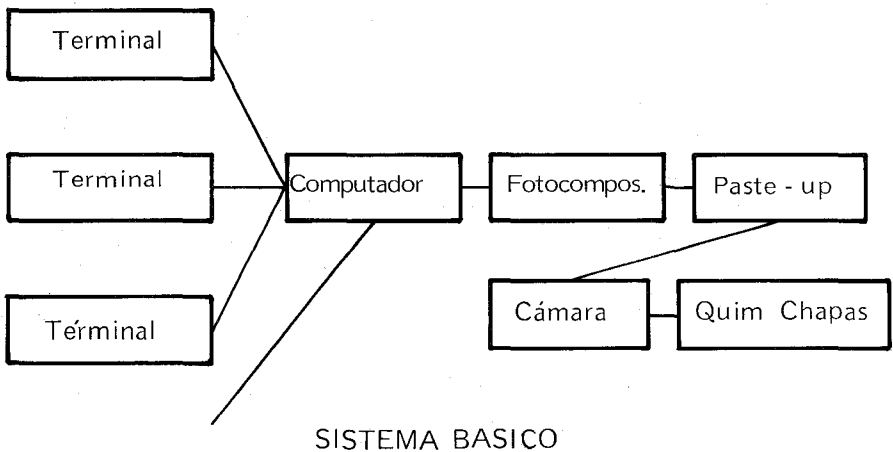 Terminal
Terminal
Términal
Computador
Fotocompos.
Paste - up
Cámara
Quim Chapas
SISTEMA BASICO